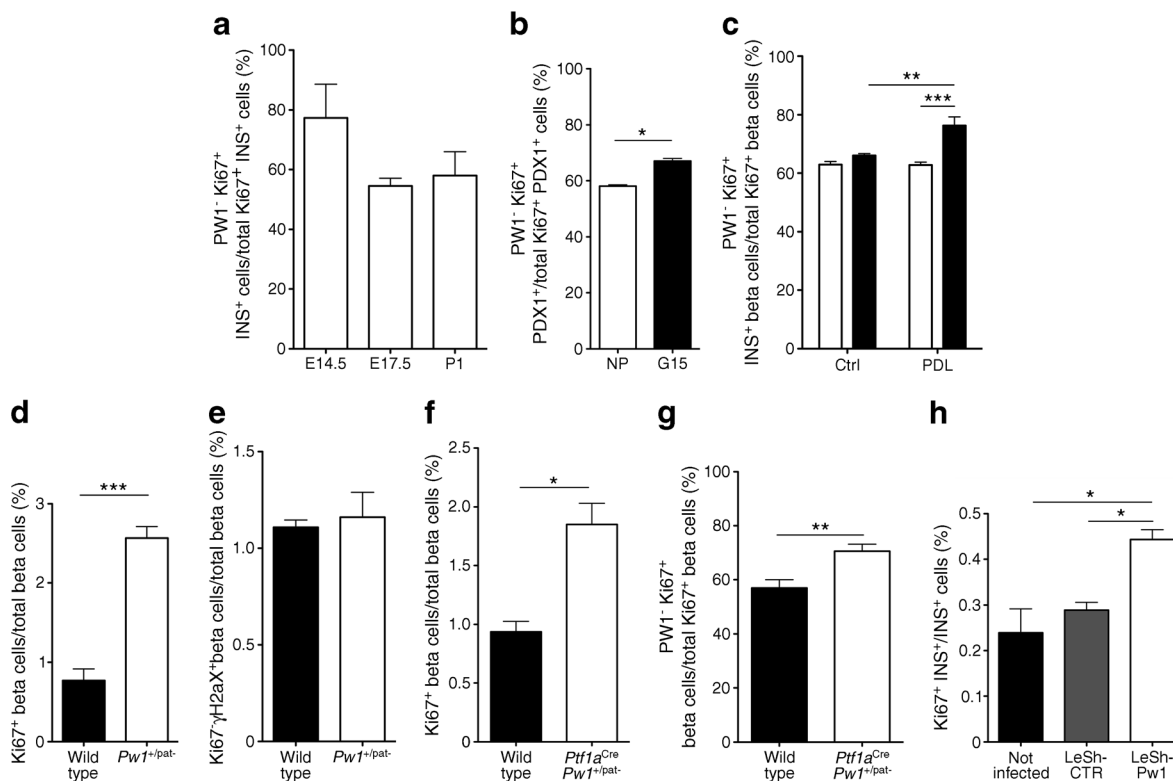 a
PW1- Ki67+
INS+ cells/total Ki67+ INS+ cells (%)
100
80
60
40
20
0
E14.5 E17.5 P1
b
PW1- Ki67+
PDX1+/total Ki67+ PDX1+ cells (%)
100
80
60
40
20
0
*
NP G15
c
PW1- Ki67+
INS+ beta cells/total Ki67+ beta cells (%)
100
80
60
40
20
0
**
***
Ctrl PDL
d
Ki67+ beta cells/total beta cells (%)
3
2
1
0
***
Wild
type
Pw1+/pat-
e
Ki67-γH2aX+beta cells/total beta cells (%)
1.5
1.0
0.5
0
Wild
type
Pw1+/pat-
f
Ki67+ beta cells/total beta cells (%)
2.5
2.0
1.5
1.0
0.5
0.0
*
Wild
type
Ptf1aCre
Pw1+/pat-
g
PW1- Ki67+
beta cells/total Ki67+ beta cells (%)
100
80
60
40
20
0
**
Wild
type
Ptf1aCre
Pw1+/pat-
h
Ki67+ INS+/INS+ cells (%)
0.5
0.4
0.3
0.2
0.1
0
*
*
Not
infected
LeSh-
CTR
LeSh-
Pw1